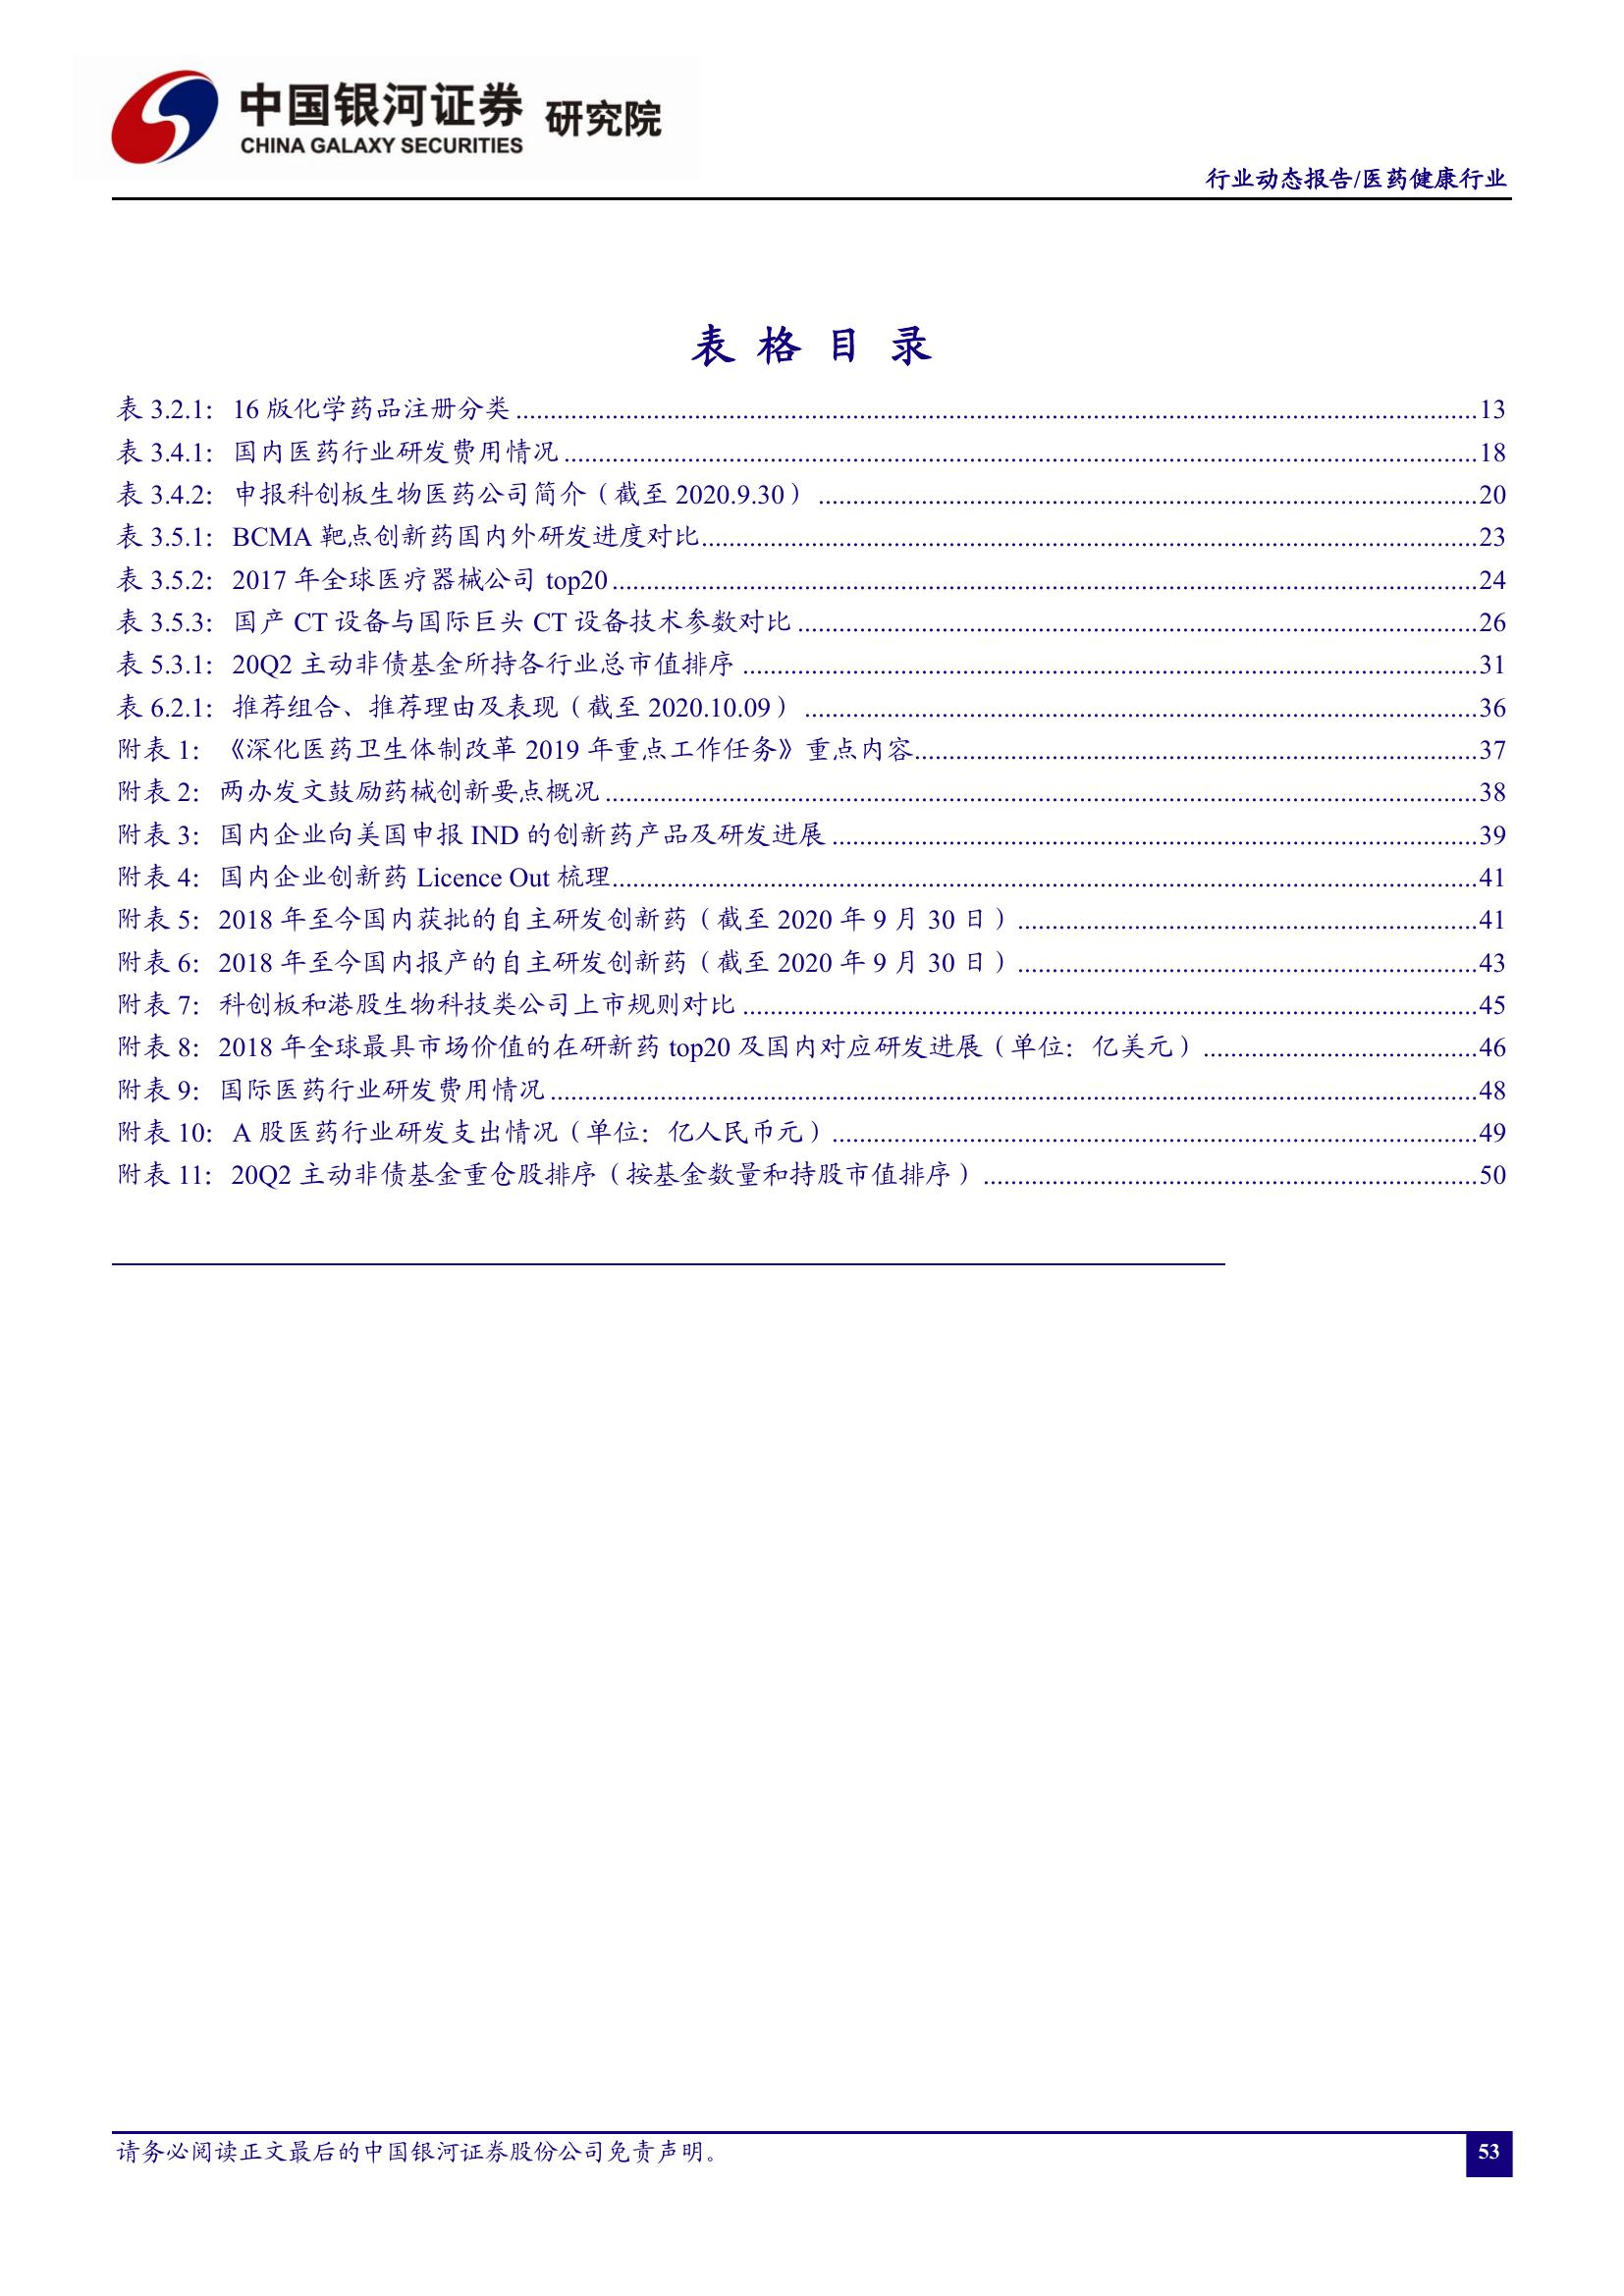 中国银河证券 研究院
CHINA GALAXY SECURITIES
行业动态报告/医药健康行业
表 格 目 录
表 3.2.1: 16 版化学药品注册分类 ........ 13
表 3.4.1: 国内医药行业研发费用情况 ........ 18
表 3.4.2: 申报科创板生物医药公司简介（截至 2020.9.30） ........ 20
表 3.5.1: BCMA 靶点创新药国内外研发进度对比 ........ 23
表 3.5.2: 2017 年全球医疗器械公司 top20 ........ 24
表 3.5.3: 国产 CT 设备与国际巨头 CT 设备技术参数对比 ........ 26
表 5.3.1: 20Q2 主动非债基金所持各行业总市值排序 ........ 31
表 6.2.1: 推荐组合、推荐理由及表现（截至 2020.10.09） ........ 36
附表 1: 《深化医药卫生体制改革 2019 年重点工作任务》重点内容 ........ 37
附表 2: 两办发文鼓励药械创新要点概况 ........ 38
附表 3: 国内企业向美国申报 IND 的创新药产品及研发进展 ........ 39
附表 4: 国内企业创新药 Licence Out 梳理 ........ 41
附表 5: 2018 年至今国内获批的自主研发创新药（截至 2020 年 9 月 30 日） ........ 41
附表 6: 2018 年至今国内报产的自主研发创新药（截至 2020 年 9 月 30 日） ........ 43
附表 7: 科创板和港股生物科技类公司上市规则对比 ........ 45
附表 8: 2018 年全球最具市场价值的在研新药 top20 及国内对应研发进展（单位：亿美元） ........ 46
附表 9: 国际医药行业研发费用情况 ........ 48
附表 10: A 股医药行业研发支出情况（单位：亿人民币元） ........ 49
附表 11: 20Q2 主动非债基金重仓股排序（按基金数量和持股市值排序） ........ 50
请务必阅读正文最后的中国银河证券股份公司免责声明。
53